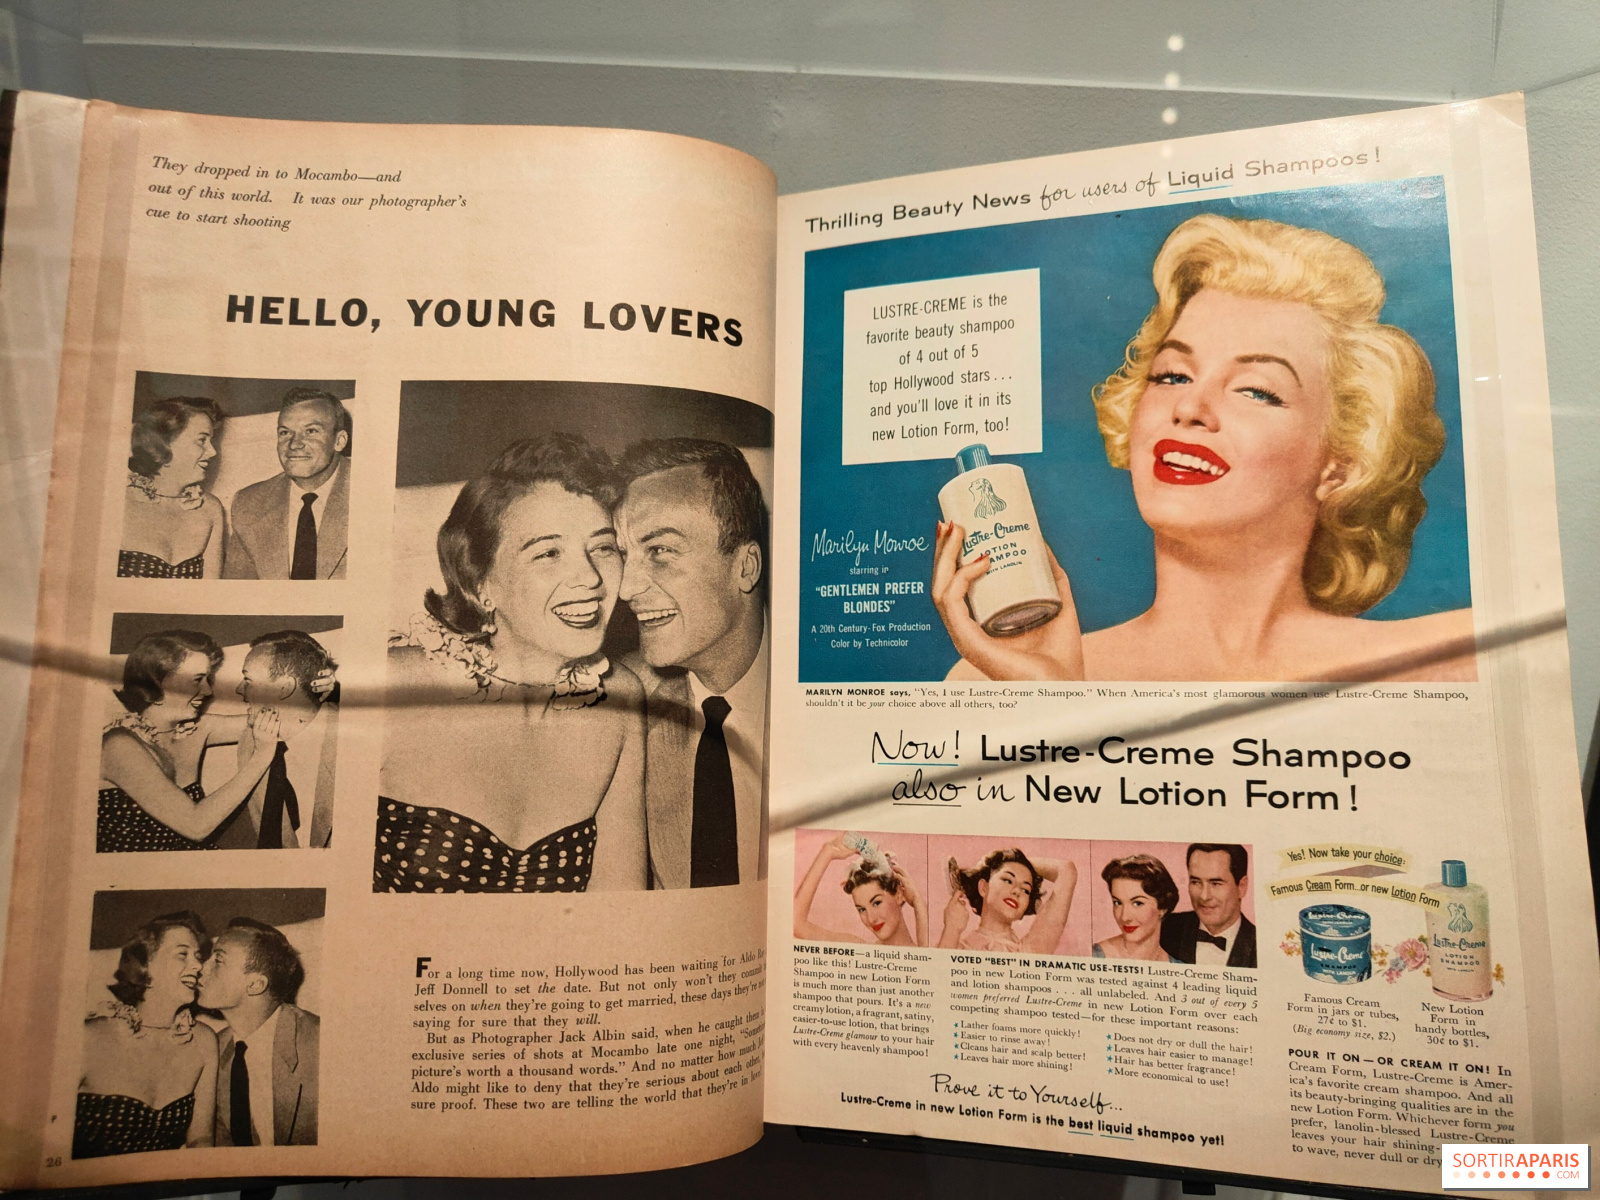 They dropped in to Mocambo—and
out of this world. It was our photographer's
cue to start shooting
HELLO, YOUNG LOVERS
For a long time now, Hollywood has been waiting for Aldo
Jeff Donnell to set the date. But not only won't they commit
selves on when they're going to get married, these days they're
saying for sure that they will.
But as Photographer Jack Albin said, when he caught
exclusive series of shots at Mocambo late one night,
picture's worth a thousand words." And no matter how much
Aldo might like to deny that they're serious about each other,
sure proof. These two are telling the world that they're in
26
Thrilling Beauty News for users of Liquid Shampoos!
LUSTRE-CREME is the
favorite beauty shampoo
of 4 out of 5
top Hollywood stars...
and you'll love it in its
new Lotion Form, too!
Lustre-Creme
LOTION
SHAMPOO
WITH LANOLIN
Marilyn Monroe
starring in
"GENTLEMEN PREFER
BLONDES"
A 20th Century-Fox Production
Color by Technicolor
MARILYN MONROE says, "Yes, I use Lustre-Creme Shampoo." When America's most glamorous women use Lustre-Creme Shampoo,
shouldn't it be your choice above all others, too?
Now! Lustre-Creme Shampoo
also in New Lotion Form!
NEVER BEFORE—a liquid sham-
poo like this! Lustre-Creme
Shampoo in new Lotion Form
is much more than just another
shampoo that pours. It's a new
creamy lotion, a fragrant, satiny,
easier-to-use lotion, that brings
Lustre-Creme glamour to your hair
with every heavenly shampoo!
VOTED "BEST" IN DRAMATIC USE-TESTS! Lustre-Creme Sham-
poo in new Lotion Form was tested against 4 leading liquid
and lotion shampoos . . . all unlabeled. And 3 out of every 5
women preferred Lustre-Creme in new Lotion Form over each
competing shampoo tested—for these important reasons:
★Lather foams more quickly!
★Easier to rinse away!
★Cleans hair and scalp better!
★Leaves hair more shining!
★Does not dry or dull the hair!
★Leaves hair easier to manage!
★Hair has better fragrance!
★More economical to use!
Prove it to Yourself...
Lustre-Creme in new Lotion Form is the best liquid shampoo yet!
Yes! Now take your choice:
Famous Cream Form...or new Lotion Form
Lustre-Creme
Lustre-Creme
SHAMPOO
Lustre-Creme
LOTION
SHAMPOO
Famous Cream
Form in jars or tubes,
27¢ to $1.
(Big economy size, $2.)
New Lotion
Form in
handy bottles,
30¢ to $1.
POUR IT ON—OR CREAM IT ON! In
Cream Form, Lustre-Creme is Amer-
ica's favorite cream shampoo. And all
its beauty-bringing qualities are in the
new Lotion Form. Whichever form you
prefer, lanolin-blessed Lustre-Creme
leaves your hair shining-
to wave, never dull or dry
SORTIRAPARIS
.COM